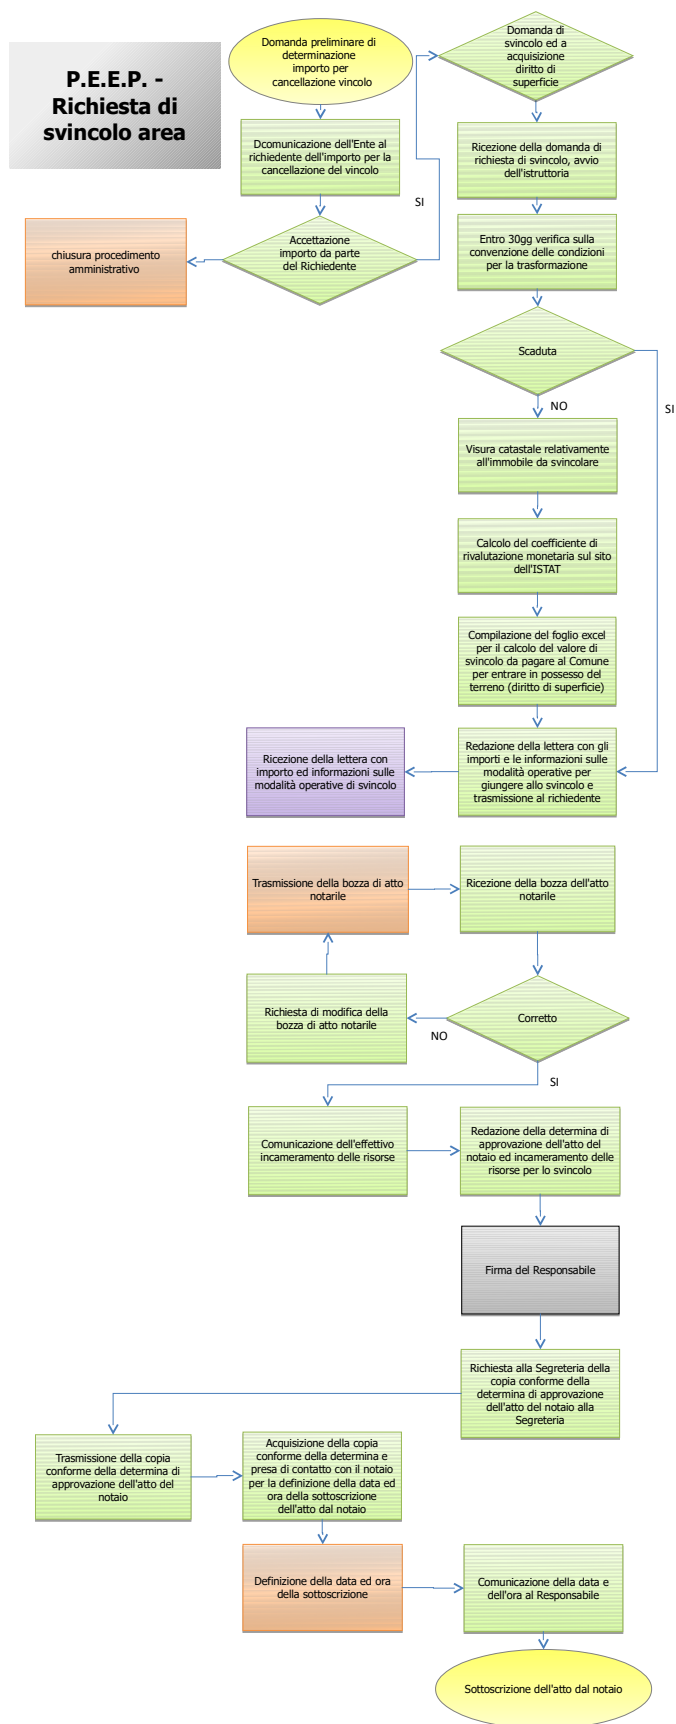 P.E.E.P. -
Richiesta di
svincolo area
Domanda preliminare di
determinazione
importo per
cancellazione vincolo
Dcomunicazione dell'Ente al
richiedente dell'importo per la
cancellazione del vincolo
Accettazione
importo da parte
del Richiedente
chiusura procedimento
amministrativo
SI
Domanda di
svincolo ed a
acquisizione
diritto di
superficie
Ricezione della domanda di
richiesta di svincolo, avvio
dell'istruttoria
Entro 30gg verifica sulla
convenzione delle condizioni
per la trasformazione
Scaduta
NO
SI
Visura catastale relativamente
all'immobile da svincolare
Calcolo del coefficiente di
rivalutazione monetaria sul sito
dell'ISTAT
Compilazione del foglio excel
per il calcolo del valore di
svincolo da pagare al Comune
per entrare in possesso del
terreno (diritto di superficie)
Redazione della lettera con gli
importi e le informazioni sulle
modalità operative per
giungere allo svincolo e
trasmissione al richiedente
Ricezione della lettera con
importo ed informazioni sulle
modalità operative di svincolo
Trasmissione della bozza di atto
notarile
Ricezione della bozza dell'atto
notarile
Corretto
NO
Richiesta di modifica della
bozza di atto notarile
SI
Comunicazione dell'effettivo
incameramento delle risorse
Redazione della determina di
approvazione dell'atto del
notaio ed incameramento delle
risorse per lo svincolo
Firma del Responsabile
Richiesta alla Segreteria della
copia conforme della
determina di approvazione
dell'atto del notaio alla
Segreteria
Trasmissione della copia
conforme della determina di
approvazione dell'atto del
notaio
Acquisizione della copia
conforme della determina e
presa di contatto con il notaio
per la definizione della data ed
ora della sottoscrizione
dell'atto dal notaio
Definizione della data ed ora
della sottoscrizione
Comunicazione della data e
dell'ora al Responsabile
Sottoscrizione dell'atto dal notaio